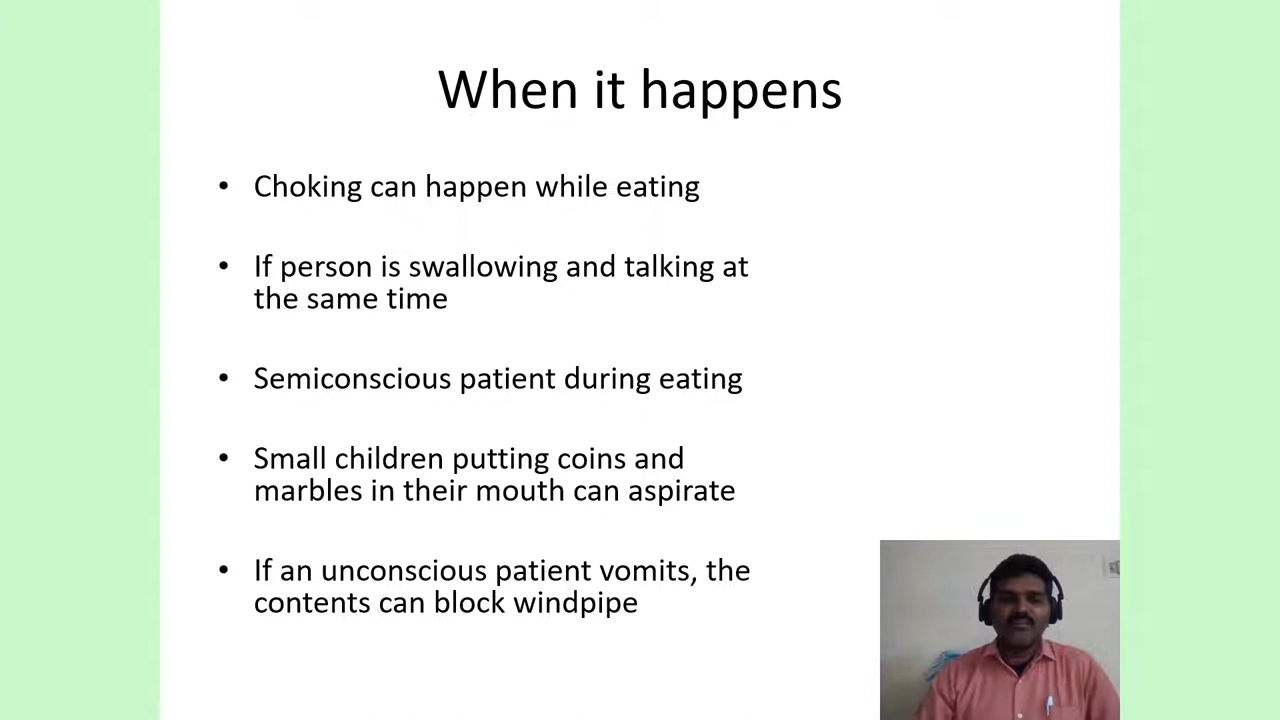 When it happens
• Choking can happen while eating
• If person is swallowing and talking at
the same time
• Semiconscious patient during eating
• Small children putting coins and
marbles in their mouth can aspirate
• If an unconscious patient vomits, the
contents can block windpipe